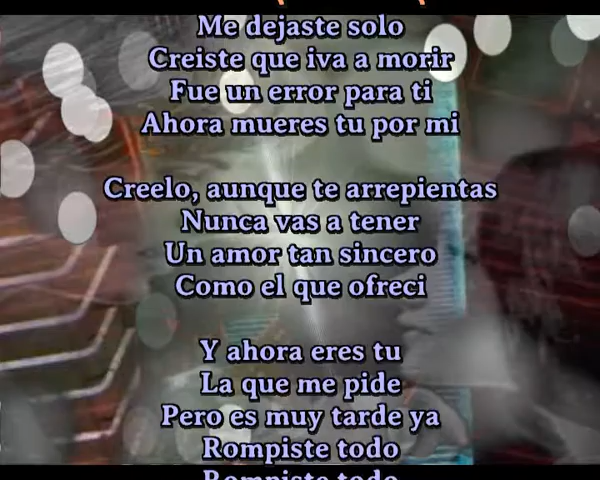 Me dejaste solo
Creiste que iva a morir
Fue un error para ti
Ahora mueres tu por mi
Creelo, aunque te arrepientas
Nunca vas a tener
Un amor tan sincero
Como el que ofreci
Y ahora eres tu
La que me pide
Pero es muy tarde ya
Rompiste todo
Rompiste todo